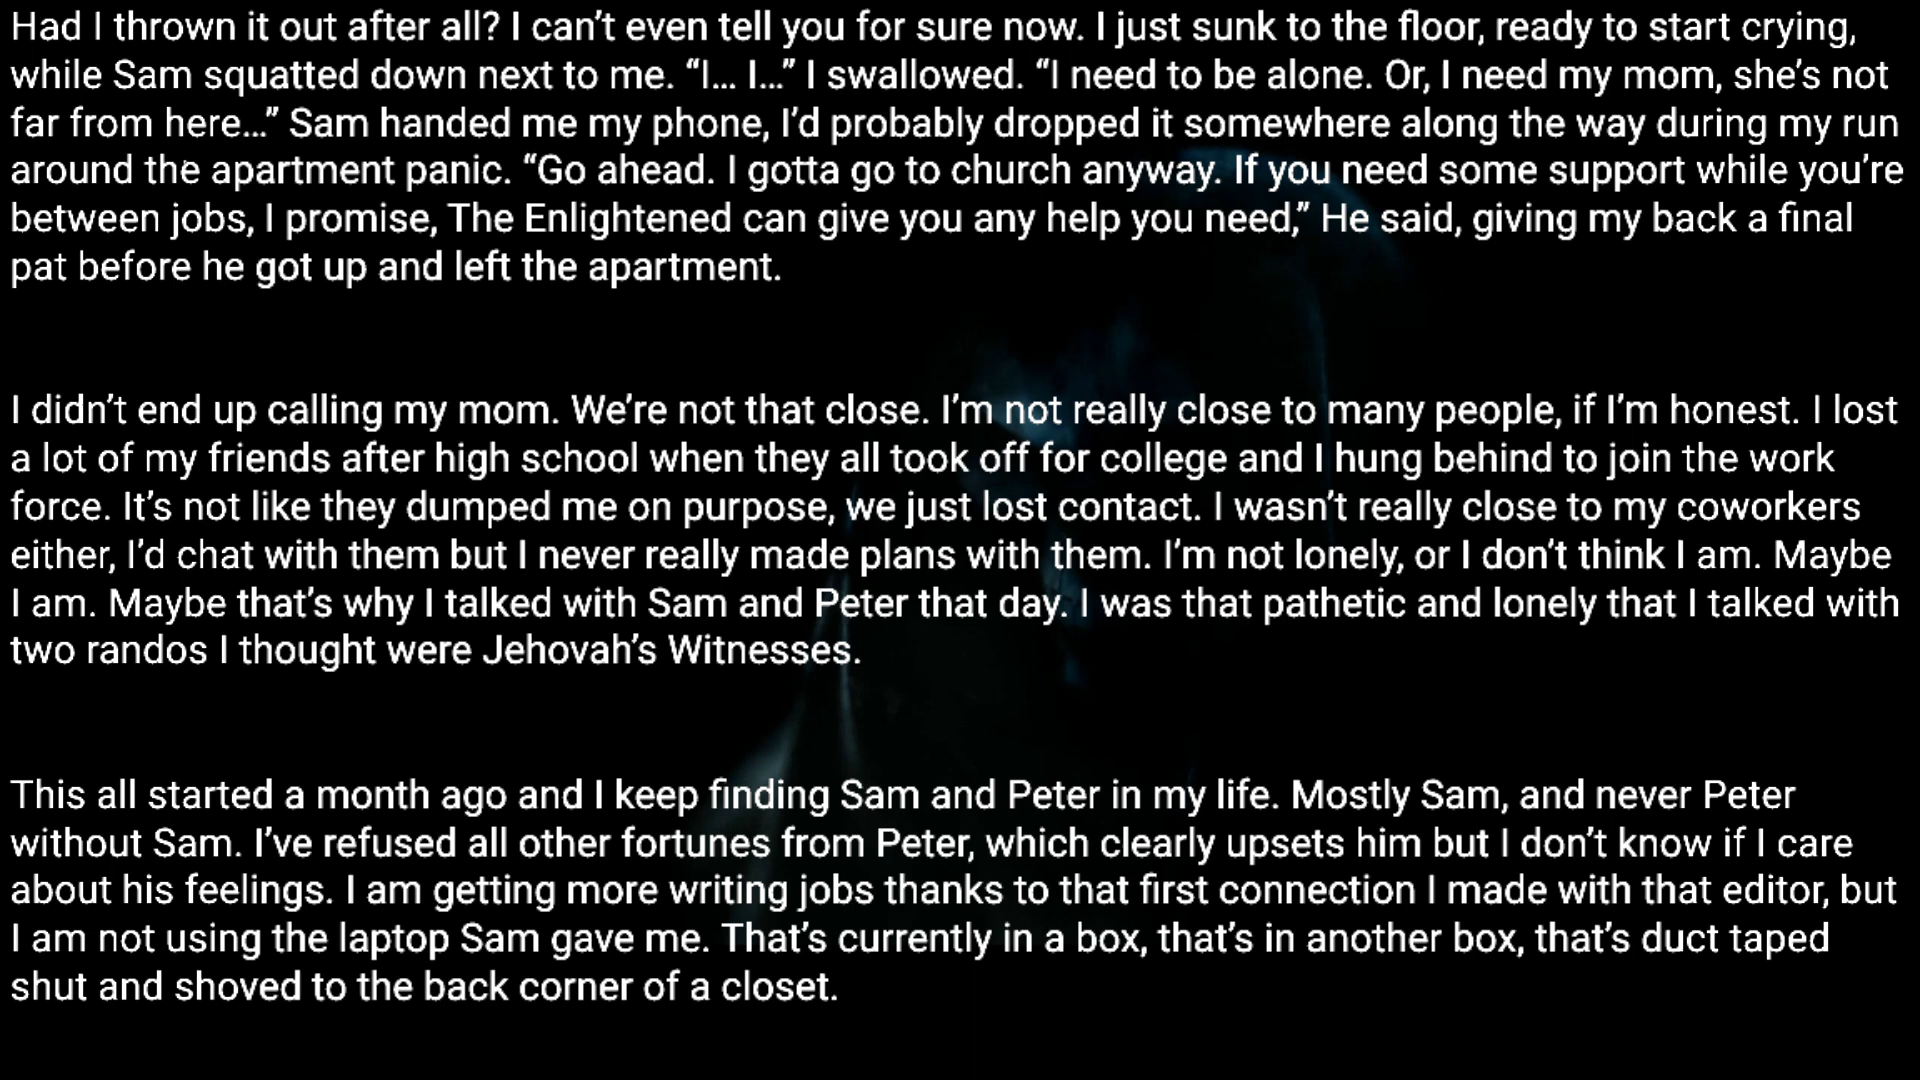 Had I thrown it out after all? I can’t even tell you for sure now. I just sunk to the floor, ready to start crying,
while Sam squatted down next to me. “I... I...” I swallowed. “I need to be alone. Or, I need my mom, she’s not
far from here...” Sam handed me my phone, I’d probably dropped it somewhere along the way during my run
around the apartment panic. “Go ahead. I gotta go to church anyway. If you need some support while you’re
between jobs, I promise, The Enlightened can give you any help you need,” He said, giving my back a final
pat before he got up and left the apartment.
I didn’t end up calling my mom. We’re not that close. I’m not really close to many people, if I’m honest. I lost
a lot of my friends after high school when they all took off for college and I hung behind to join the work
force. It’s not like they dumped me on purpose, we just lost contact. I wasn’t really close to my coworkers
either, I’d chat with them but I never really made plans with them. I’m not lonely, or I don’t think I am. Maybe
I am. Maybe that’s why I talked with Sam and Peter that day. I was that pathetic and lonely that I talked with
two randos I thought were Jehovah’s Witnesses.
This all started a month ago and I keep finding Sam and Peter in my life. Mostly Sam, and never Peter
without Sam. I’ve refused all other fortunes from Peter, which clearly upsets him but I don’t know if I care
about his feelings. I am getting more writing jobs thanks to that first connection I made with that editor, but
I am not using the laptop Sam gave me. That’s currently in a box, that’s in another box, that’s duct taped
shut and shoved to the back corner of a closet.